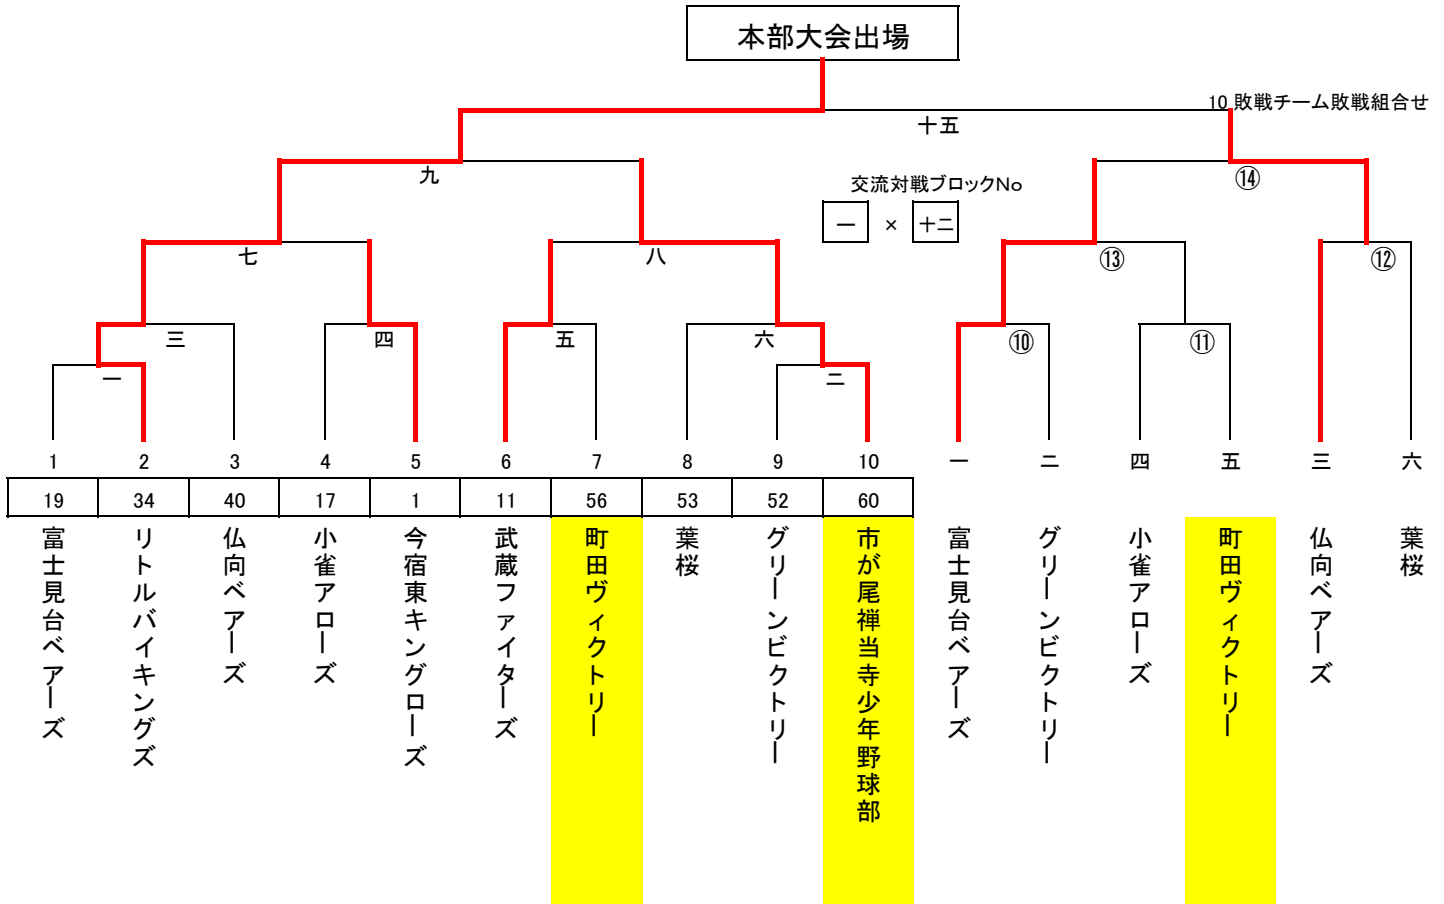 本部大会出場
10 敗戦チーム敗戦組合せ
十五
九
交流対戦ブロックNo
⑭
一 × 十二
七
八
⑬
⑫
三
四
五
六
⑩
⑪
一
二
1 2 3 4 5 6 7 8 9 10 一 二 四 五 三 六
19 34 40 17 1 11 56 53 52 60
富士見台ベアーズ
リトルバイキングズ
仏向ベアーズ
小雀アローズ
今宿東キングローズ
武蔵ファイターズ
町田ヴィクトリー
葉桜
グリーンビクトリー
市が尾禅当寺少年野球部
富士見台ベアーズ
グリーンビクトリー
小雀アローズ
町田ヴィクトリー
仏向ベアーズ
葉桜